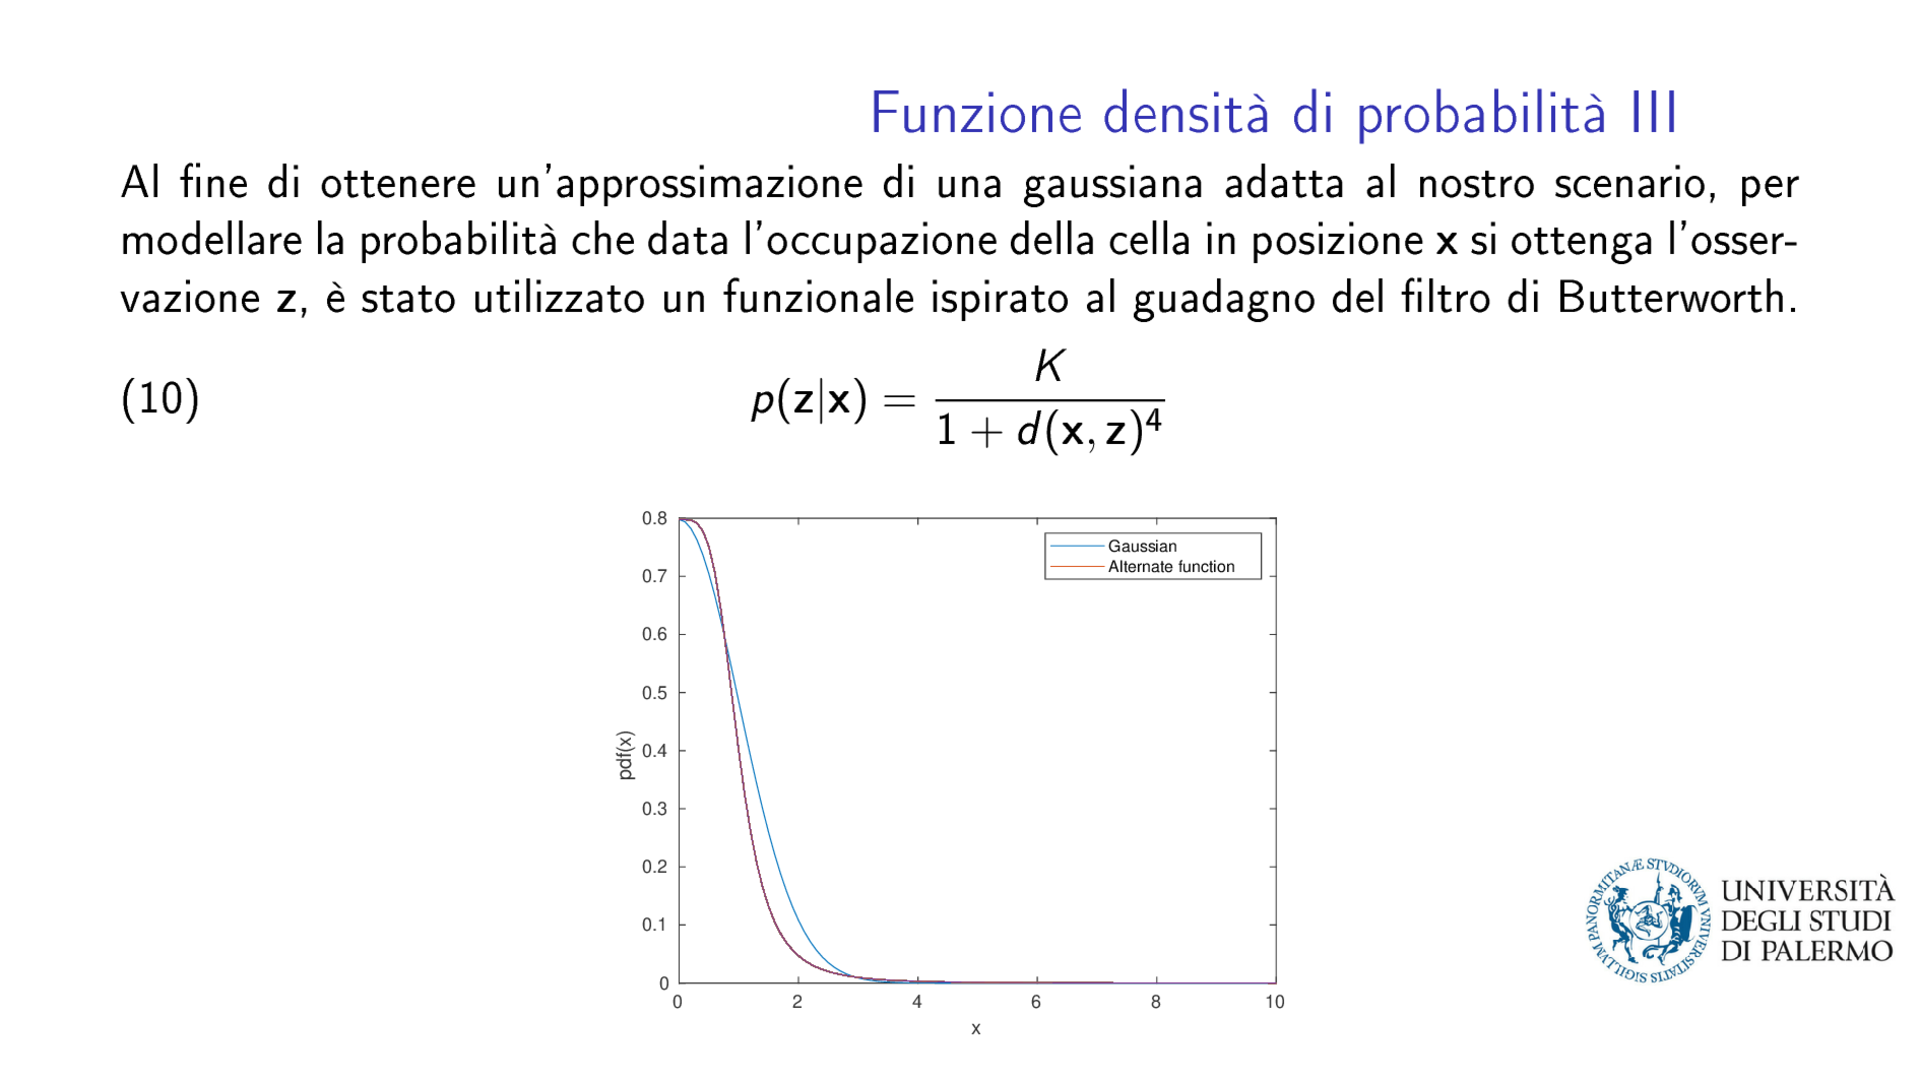 Funzione densità di probabilità III
Al fine di ottenere un'approssimazione di una gaussiana adatta al nostro scenario, per
modellare la probabilità che data l'occupazione della cella in posizione x si ottenga l'osser-
vazione z, è stato utilizzato un funzionale ispirato al guadagno del filtro di Butterworth.
(10) p(z|x) = K / (1 + d(x, z)⁴)
0.8
0.7
0.6
0.5
0.4
0.3
0.2
0.1
0
pdf(x)
Gaussian
Alternate function
0 2 4 6 8 10
x
UNIVERSITÀ
DEGLI STUDI
DI PALERMO